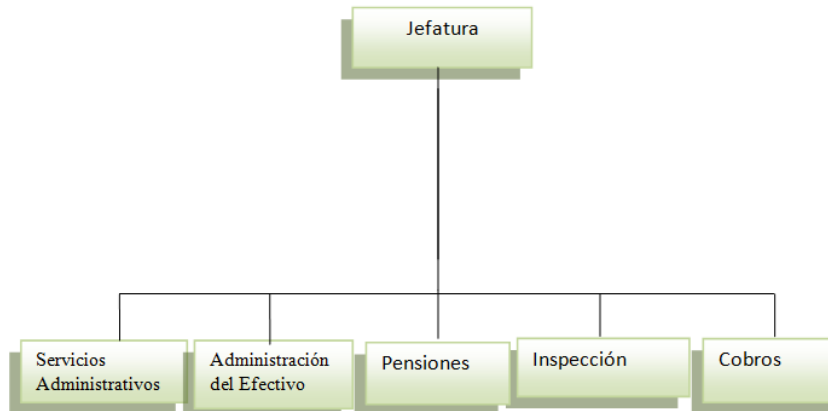 Jefatura
Servicios
Administrativos
Administración
del Efectivo
Pensiones
Inspección
Cobros